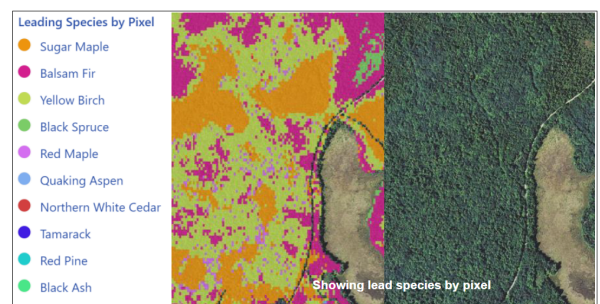 Leading Species by Pixel
Sugar Maple
Balsam Fir
Yellow Birch
Black Spruce
Red Maple
Quaking Aspen
Northern White Cedar
Tamarack
Red Pine
Black Ash
Showing lead species by pixel